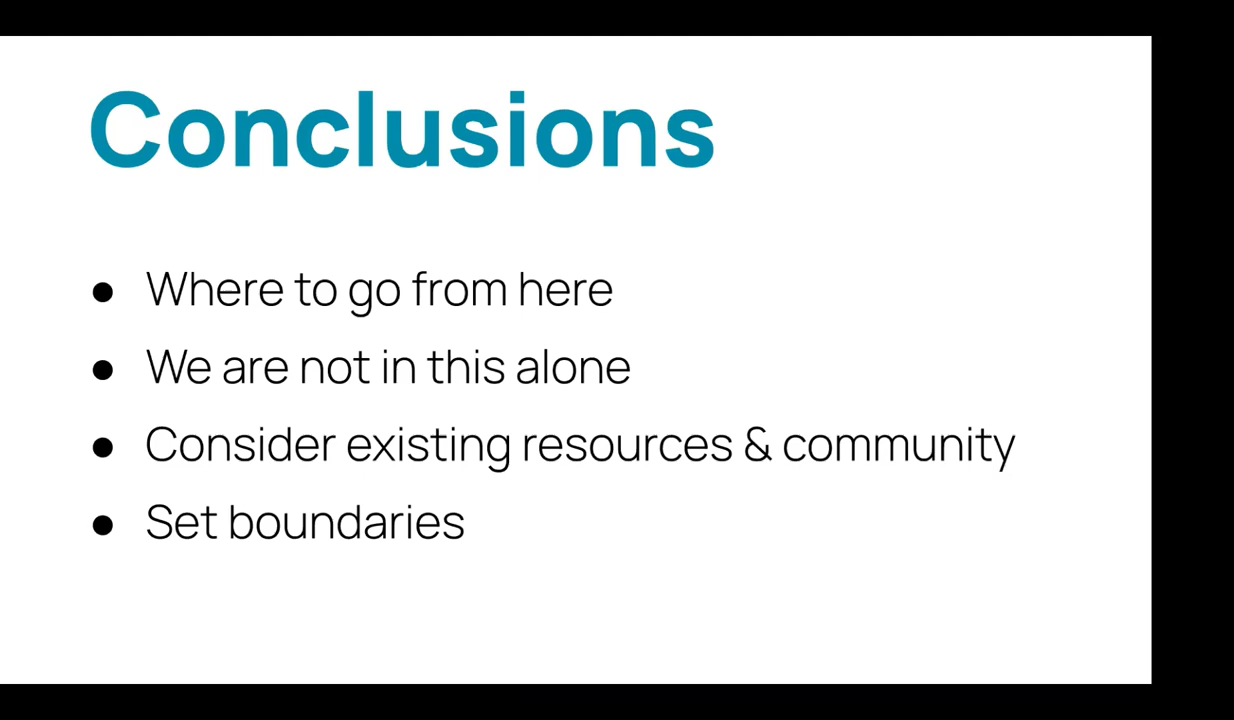 Conclusions
● Where to go from here
● We are not in this alone
● Consider existing resources & community
● Set boundaries